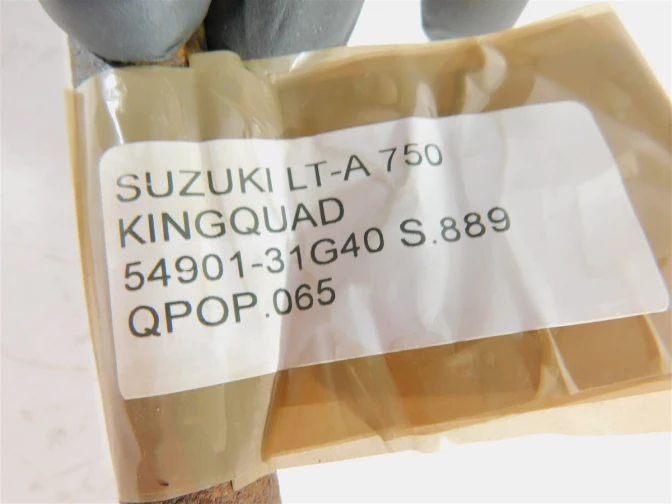 SUZUKI LT-A 750
KINGQUAD
54901-31G40 S.889
QPOP.065